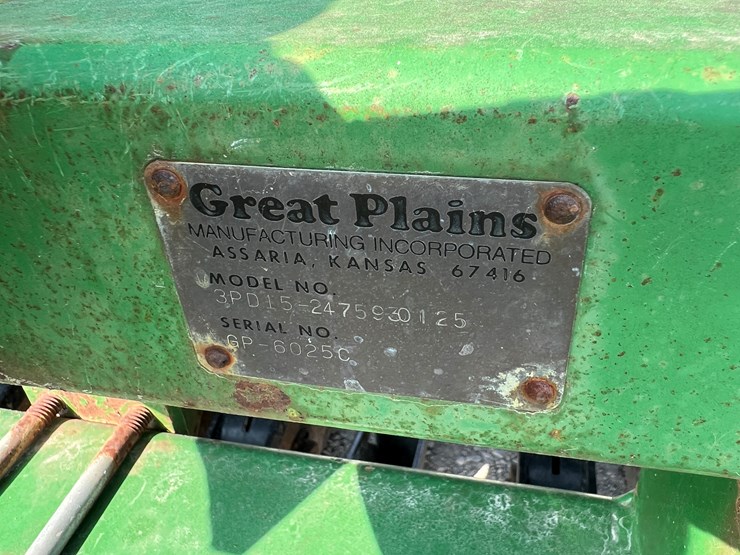 Great Plains
MANUFACTURING INCORPORATED
ASSARIA, KANSAS 67416
MODEL NO.
3PD15-2475930125
SERIAL NO.
GP-6025C